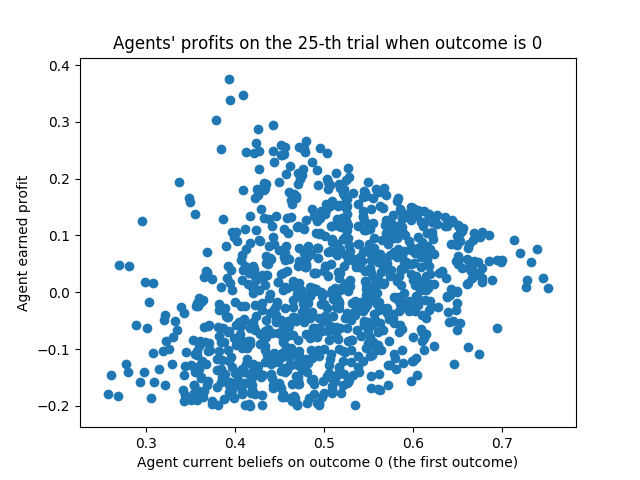 Agents' profits on the 25-th trial when outcome is 0
0.4
0.3
0.2
0.1
0.0
−0.1
−0.2
Agent earned profit
0.3 0.4 0.5 0.6 0.7
Agent current beliefs on outcome 0 (the first outcome)